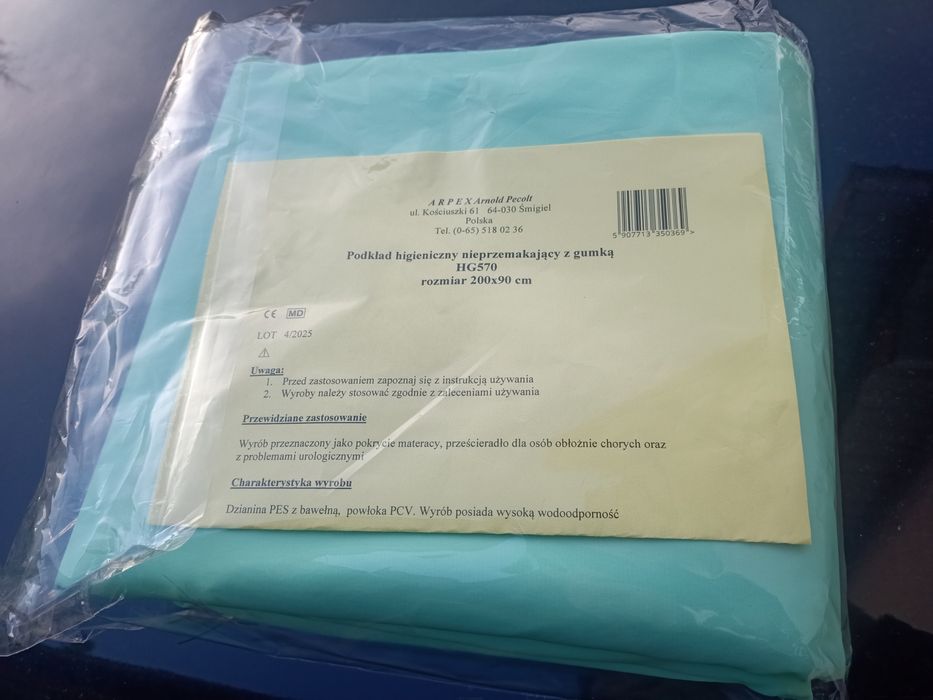 A R P E X Arnold Pecolt
ul. Kościuszki 61 64-030 Śmigiel
Polska
Tel. (0-65) 518 02 36
5 907713 350369 >
Podkład higieniczny nieprzemakający z gumką
HG570
rozmiar 200x90 cm
CE MD
LOT 4/2025
Uwaga:
1. Przed zastosowaniem zapoznaj się z instrukcją używania
2. Wyroby należy stosować zgodnie z zaleceniami używania
Przewidziane zastosowanie
Wyrób przeznaczony jako pokrycie materacy, prześcieradło dla osób obłożnie chorych oraz
z problemami urologicznymi
Charakterystyka wyrobu
Dzianina PES z bawełną, powłoka PCV. Wyrób posiada wysoką wodoodporność